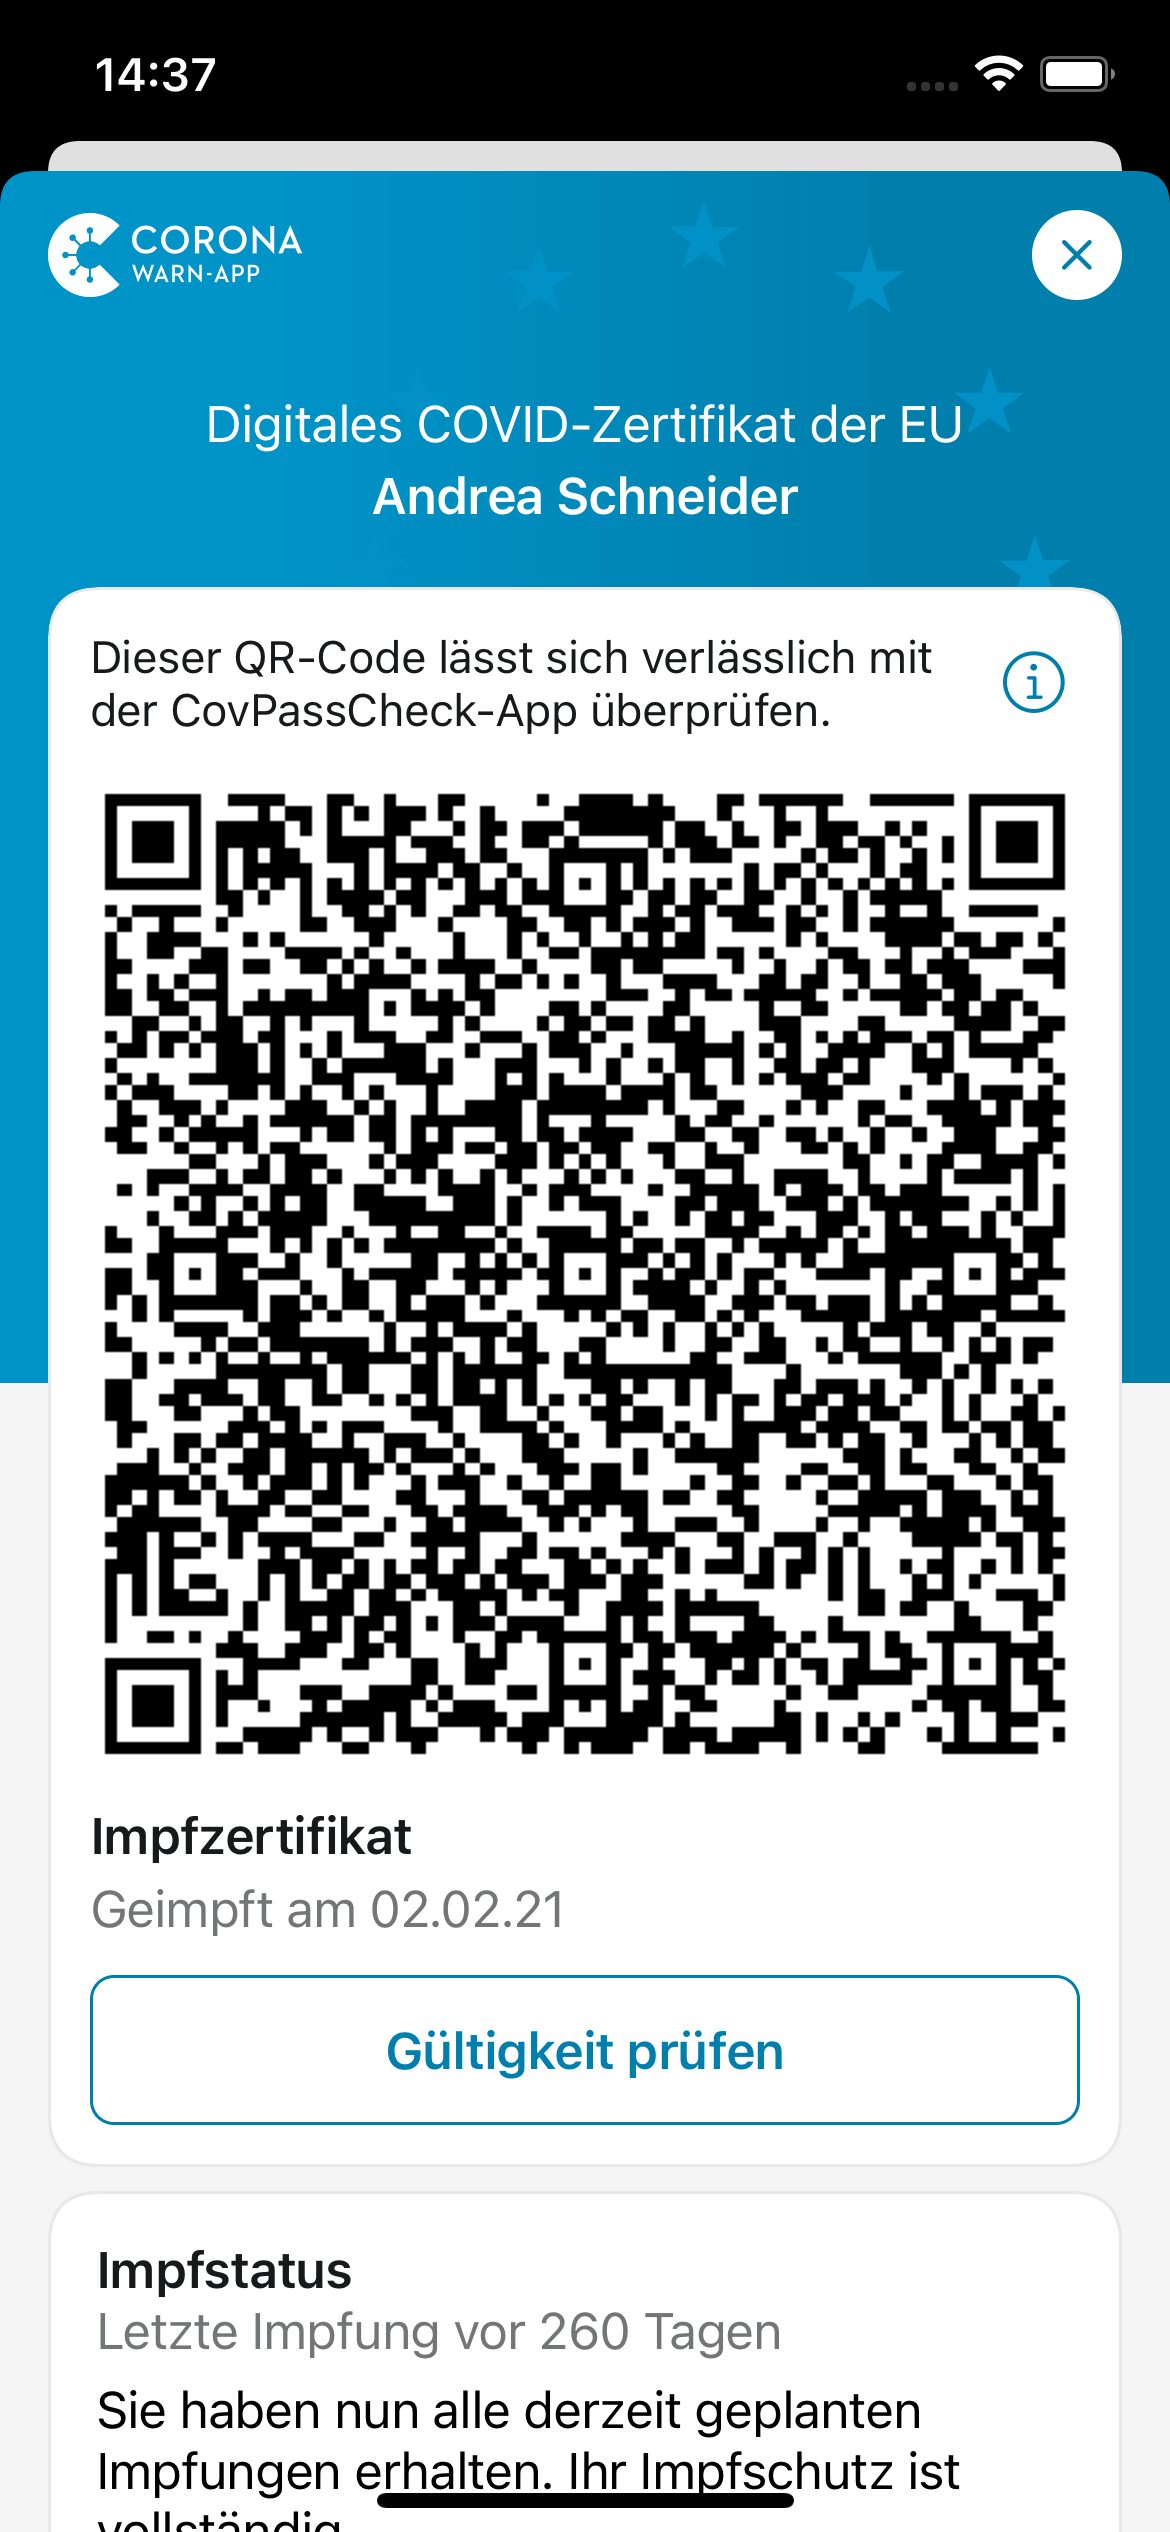 14:37
CORONA
WARN-APP
Digitales COVID-Zertifikat der EU
Andrea Schneider
Dieser QR-Code lässt sich verlässlich mit
der CovPassCheck-App überprüfen.
Impfzertifikat
Geimpft am 02.02.21
Gültigkeit prüfen
Impfstatus
Letzte Impfung vor 260 Tagen
Sie haben nun alle derzeit geplanten
Impfungen erhalten. Ihr Impfschutz ist
vollständig